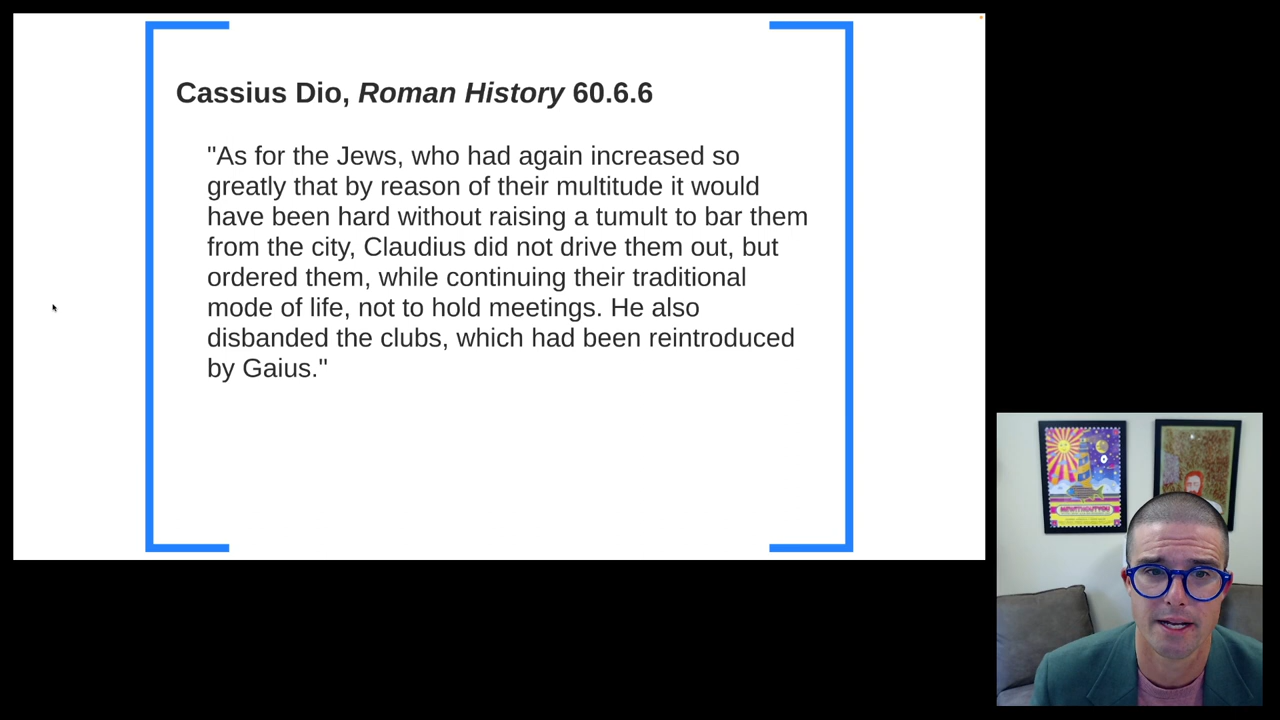 Cassius Dio, Roman History 60.6.6
"As for the Jews, who had again increased so
greatly that by reason of their multitude it would
have been hard without raising a tumult to bar them
from the city, Claudius did not drive them out, but
ordered them, while continuing their traditional
mode of life, not to hold meetings. He also
disbanded the clubs, which had been reintroduced
by Gaius."